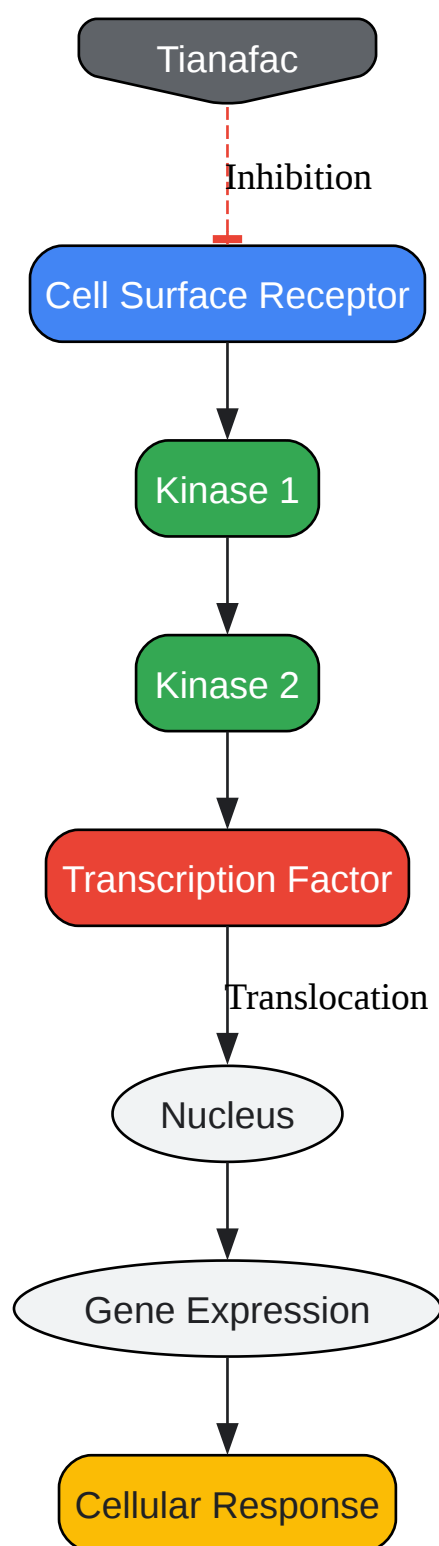 Tianafac
Inhibition
Cell Surface Receptor
Kinase 1
Kinase 2
Transcription Factor
Translocation
Nucleus
Gene Expression
Cellular Response